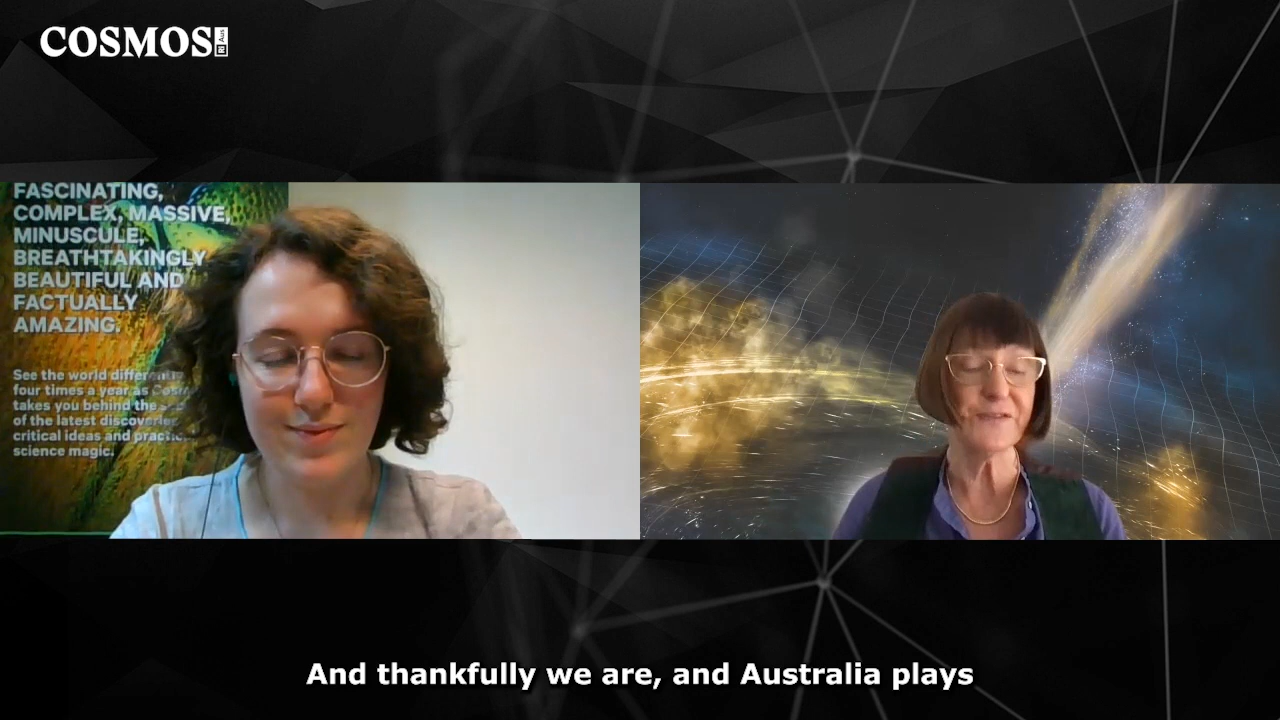 COSMOS
FASCINATING,
COMPLEX, MASSIVE,
MINUSCULE,
BREATHTAKINGLY
BEAUTIFUL AND
FACTUALLY
AMAZING.
See the world
four times a year as
takes you behind the
of the latest
critical ideas and
science magic.
And thankfully we are, and Australia plays